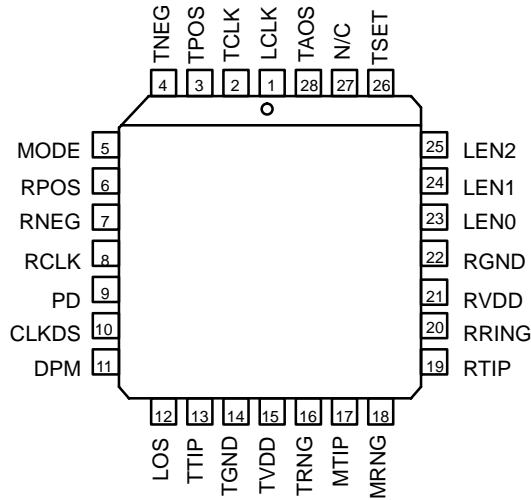 TNEG TPOS TCLK LCLK TAOS N/C TSET
4 3 2 1 28 27 26
MODE 5 25 LEN2
RPOS 6 24 LEN1
RNEG 7 23 LEN0
RCLK 8 22 RGND
PD 9 21 RVDD
CLKDS 10 20 RRING
DPM 11 19 RTIP
12 13 14 15 16 17 18
LOS TTIP TGND TVDD TRNG MTIP MRNG